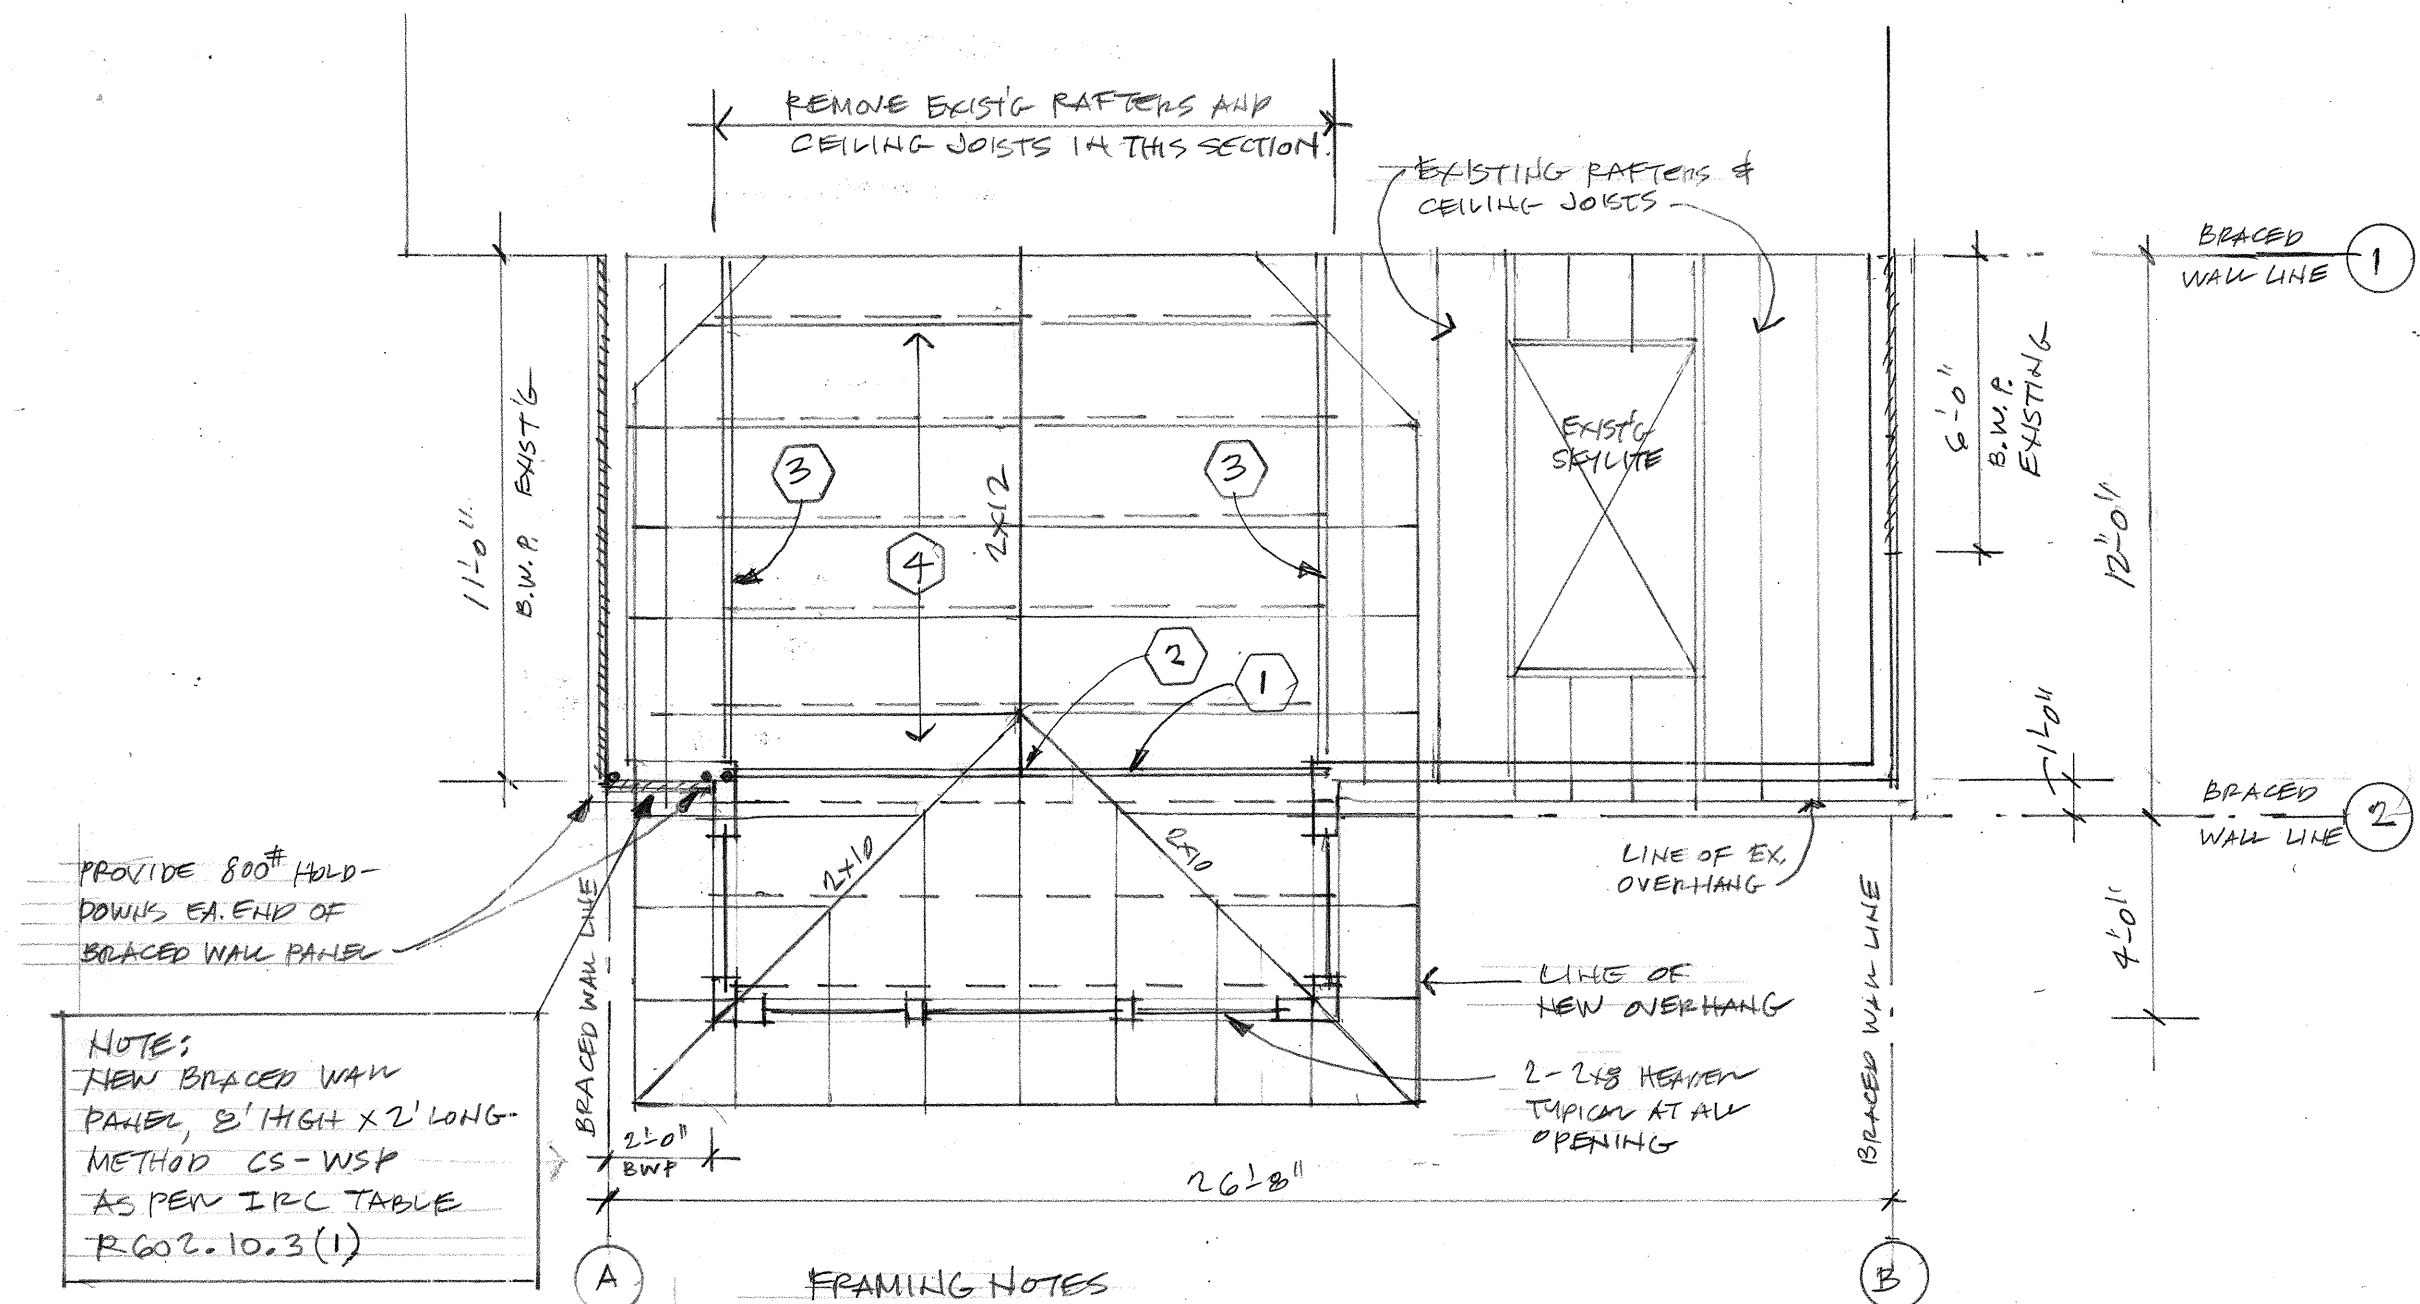 REMOVE EXIST'G RAFTERS AND
CEILING JOISTS IN THIS SECTION.
EXISTING RAFTERS &
CEILING JOISTS
BRACED
WALL LINE
1
11'-0"
B.W.P. EXIST'G
3
3
2X12
4
EXIST'G
SKYLITE
6'-0"
B.W.P.
EXISTING
12'-0"
2
1
1'-0"
BRACED
WALL LINE
2
PROVIDE 800# HOLD-
DOWNS EA. END OF
BRACED WALL PANEL
2X10
2X10
LINE OF EX.
OVERHANG
4'-0"
BRACED WALL LINE
BRACED WALL LINE
LINE OF
NEW OVERHANG
2-2X8 HEADER
TYPICAL AT ALL
OPENING
NOTE:
NEW BRACED WALL
PANEL, 8' HIGH X 2' LONG-
METHOD CS-WSP
AS PER IRC TABLE
R602.10.3(1)
2'-0"
BWP
26'-8"
A
B
FRAMING NOTES